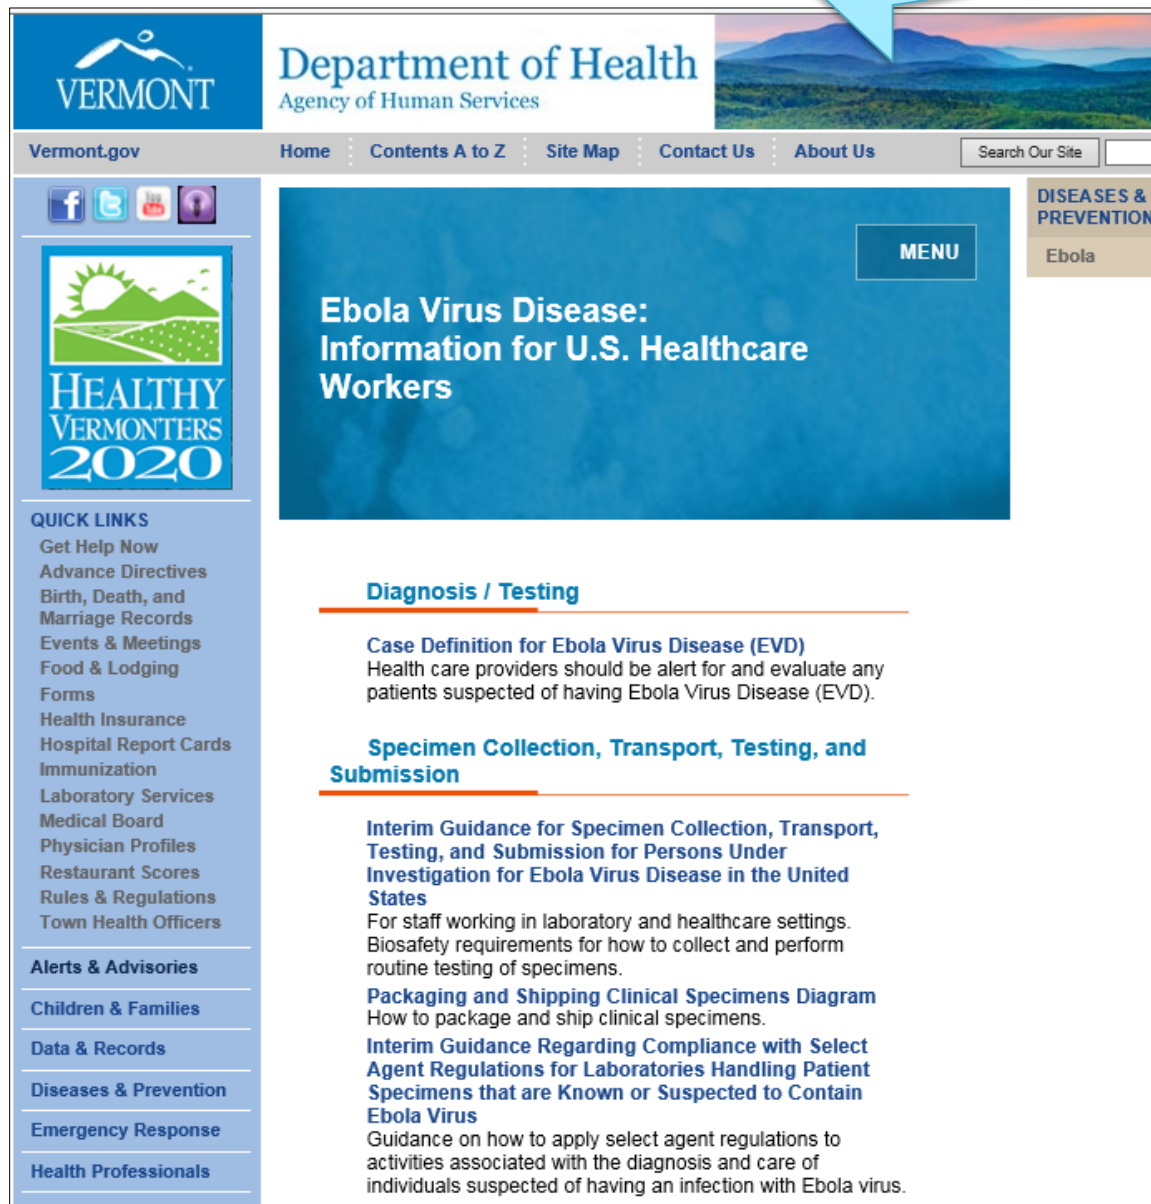 VERMONT
Department of Health
Agency of Human Services
Vermont.gov
Home
Contents A to Z
Site Map
Contact Us
About Us
Search Our Site
You
Tube
HEALTHY
VERMONTERS
2020
QUICK LINKS
Get Help Now
Advance Directives
Birth, Death, and
Marriage Records
Events & Meetings
Food & Lodging
Forms
Health Insurance
Hospital Report Cards
Immunization
Laboratory Services
Medical Board
Physician Profiles
Restaurant Scores
Rules & Regulations
Town Health Officers
Alerts & Advisories
Children & Families
Data & Records
Diseases & Prevention
Emergency Response
Health Professionals
MENU
Ebola Virus Disease:
Information for U.S. Healthcare
Workers
Diagnosis / Testing
Case Definition for Ebola Virus Disease (EVD)
Health care providers should be alert for and evaluate any
patients suspected of having Ebola Virus Disease (EVD).
Specimen Collection, Transport, Testing, and
Submission
Interim Guidance for Specimen Collection, Transport,
Testing, and Submission for Persons Under
Investigation for Ebola Virus Disease in the United
States
For staff working in laboratory and healthcare settings.
Biosafety requirements for how to collect and perform
routine testing of specimens.
Packaging and Shipping Clinical Specimens Diagram
How to package and ship clinical specimens.
Interim Guidance Regarding Compliance with Select
Agent Regulations for Laboratories Handling Patient
Specimens that are Known or Suspected to Contain
Ebola Virus
Guidance on how to apply select agent regulations to
activities associated with the diagnosis and care of
individuals suspected of having an infection with Ebola virus.
DISEASES &
PREVENTION
Ebola